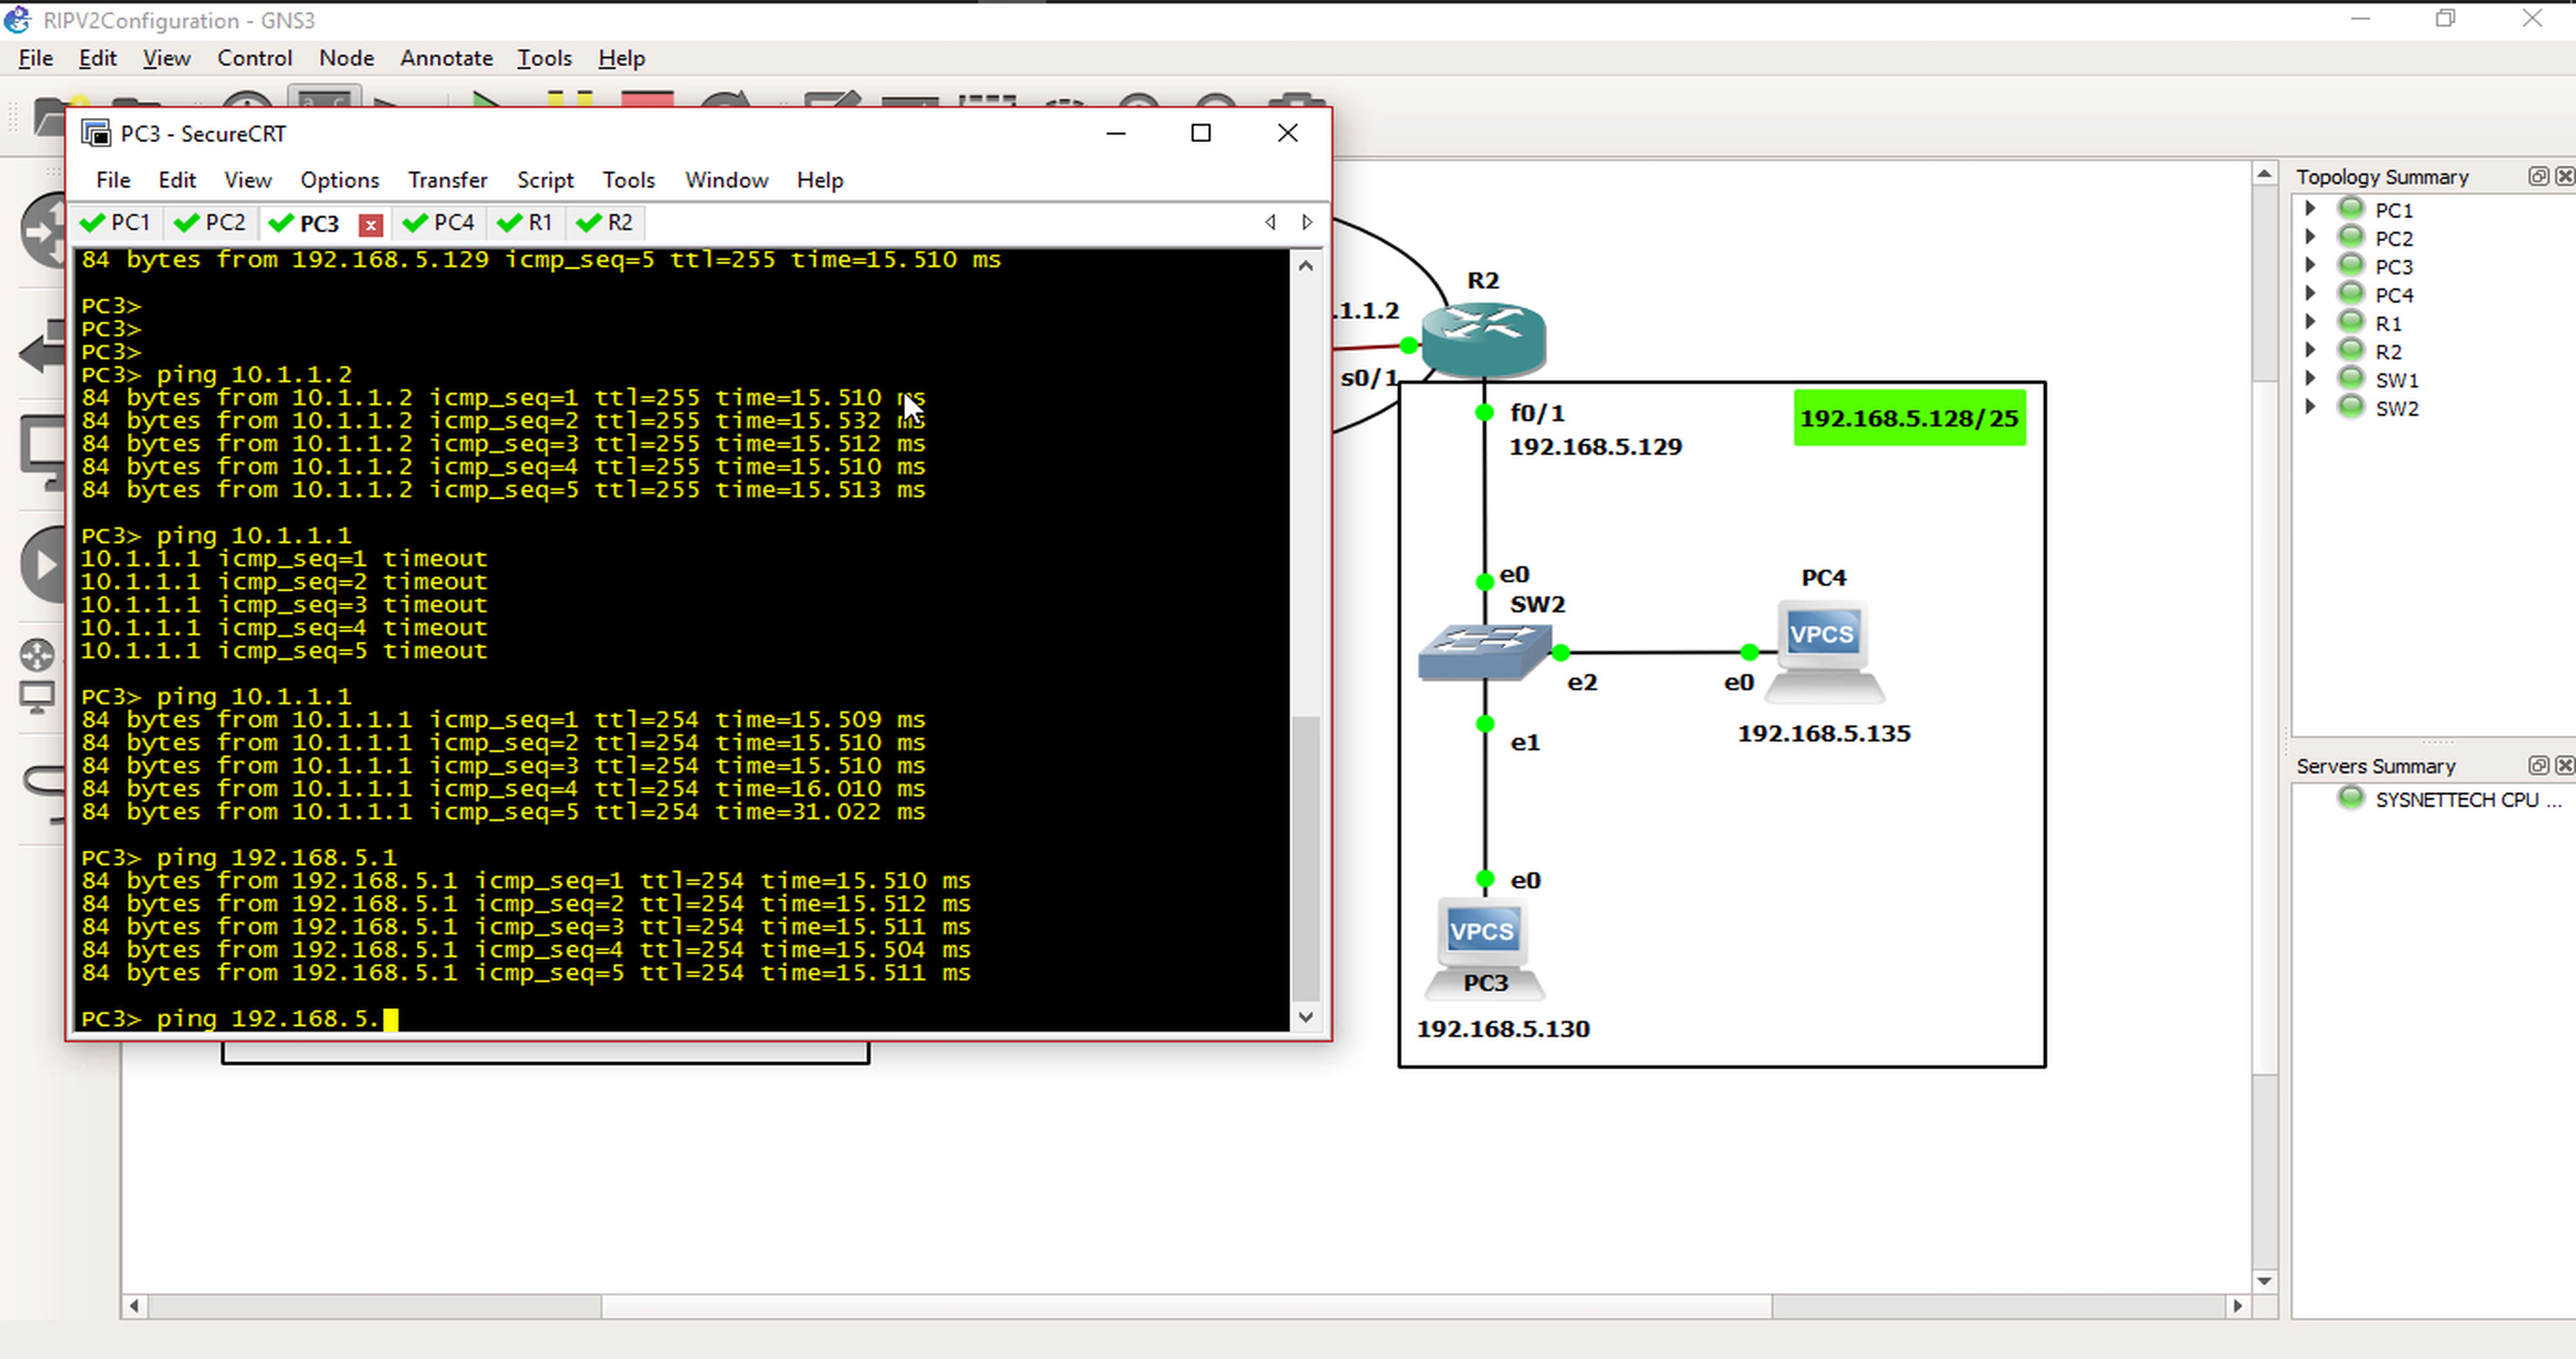 RIPV2Configuration - GNS3
File Edit View Control Node Annotate Tools Help
PC3 - SecureCRT
File Edit View Options Transfer Script Tools Window Help
PC1 PC2 PC3 x PC4 R1 R2
84 bytes from 192.168.5.129 icmp_seq=5 ttl=255 time=15.510 ms
PC3>
PC3>
PC3>
PC3> ping 10.1.1.2
84 bytes from 10.1.1.2 icmp_seq=1 ttl=255 time=15.510 ms
84 bytes from 10.1.1.2 icmp_seq=2 ttl=255 time=15.532 ms
84 bytes from 10.1.1.2 icmp_seq=3 ttl=255 time=15.512 ms
84 bytes from 10.1.1.2 icmp_seq=4 ttl=255 time=15.510 ms
84 bytes from 10.1.1.2 icmp_seq=5 ttl=255 time=15.513 ms
PC3> ping 10.1.1.1
10.1.1.1 icmp_seq=1 timeout
10.1.1.1 icmp_seq=2 timeout
10.1.1.1 icmp_seq=3 timeout
10.1.1.1 icmp_seq=4 timeout
10.1.1.1 icmp_seq=5 timeout
PC3> ping 10.1.1.1
84 bytes from 10.1.1.1 icmp_seq=1 ttl=254 time=15.509 ms
84 bytes from 10.1.1.1 icmp_seq=2 ttl=254 time=15.510 ms
84 bytes from 10.1.1.1 icmp_seq=3 ttl=254 time=15.510 ms
84 bytes from 10.1.1.1 icmp_seq=4 ttl=254 time=16.010 ms
84 bytes from 10.1.1.1 icmp_seq=5 ttl=254 time=31.022 ms
PC3> ping 192.168.5.1
84 bytes from 192.168.5.1 icmp_seq=1 ttl=254 time=15.510 ms
84 bytes from 192.168.5.1 icmp_seq=2 ttl=254 time=15.512 ms
84 bytes from 192.168.5.1 icmp_seq=3 ttl=254 time=15.511 ms
84 bytes from 192.168.5.1 icmp_seq=4 ttl=254 time=15.504 ms
84 bytes from 192.168.5.1 icmp_seq=5 ttl=254 time=15.511 ms
PC3> ping 192.168.5.
R2
.1.1.2
s0/1
f0/1
192.168.5.129
192.168.5.128/25
e0
SW2
PC4
VPCS
e2
e0
192.168.5.135
e1
e0
VPCS
PC3
192.168.5.130
Topology Summary
PC1
PC2
PC3
PC4
R1
R2
SW1
SW2
Servers Summary
SYSNETTECH CPU ...